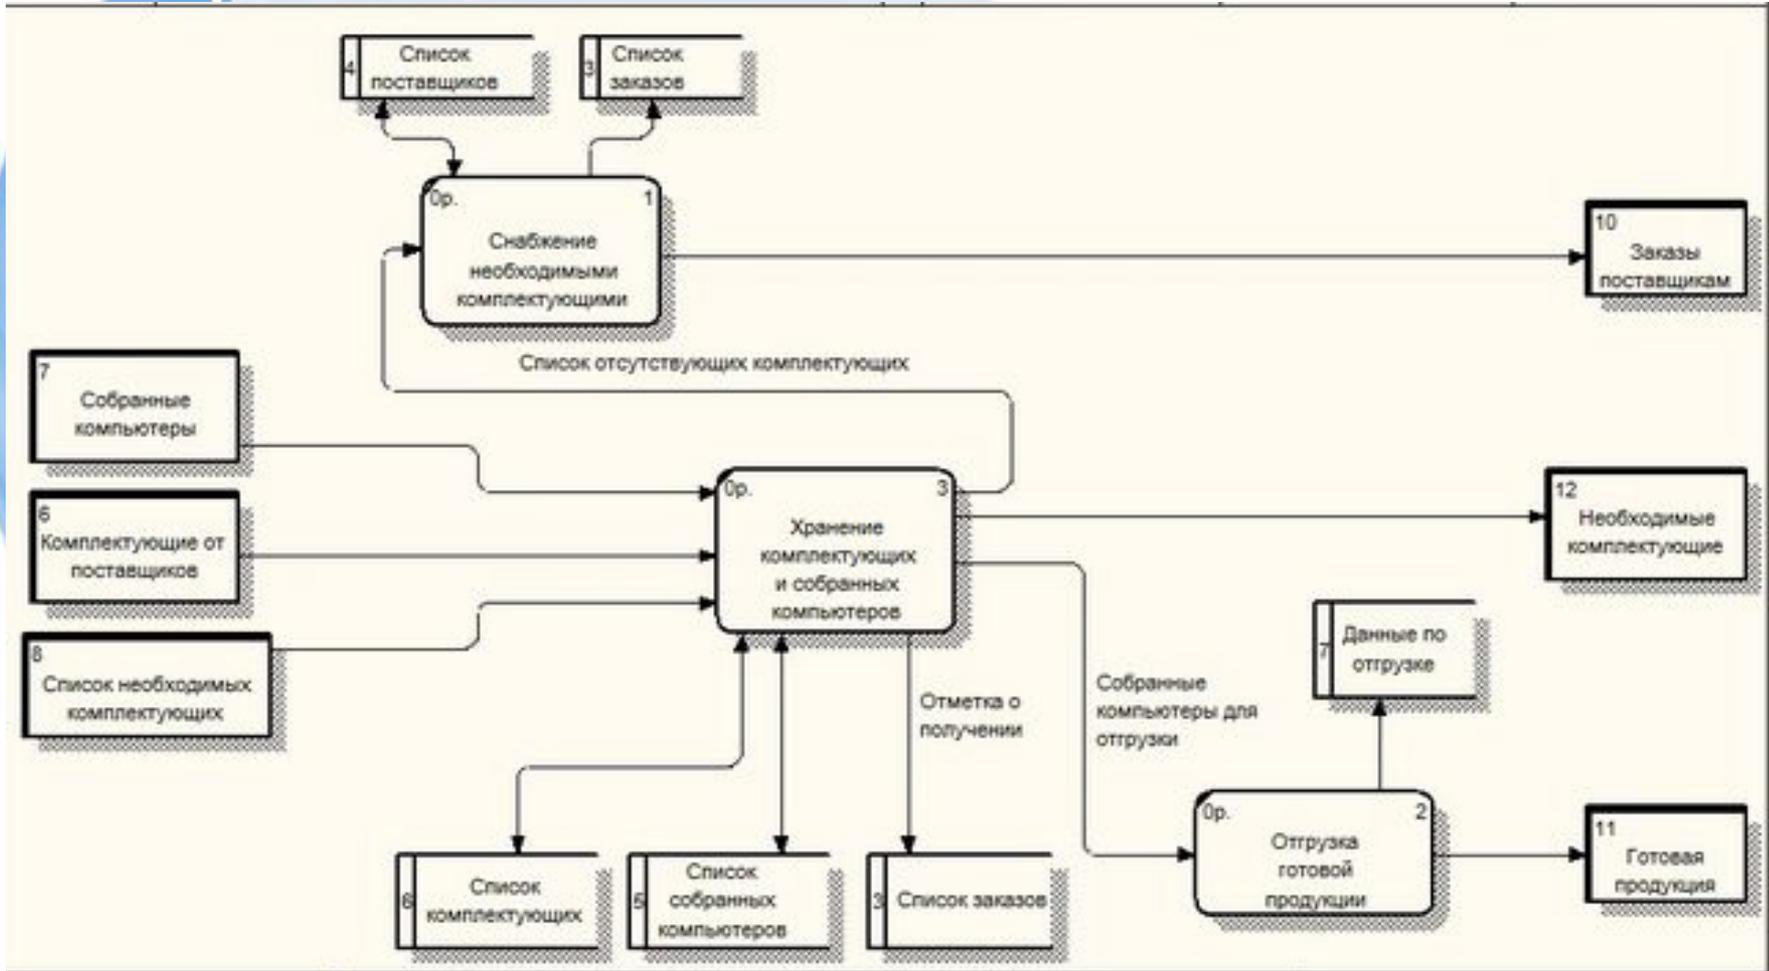 4
Список
поставщиков
3
Список
заказов
0р.
1
Снабжение
необходимыми
комплектующими
10
Заказы
поставщикам
Список отсутствующих комплектующих
7
Собранные
компьютеры
6
Комплектующие от
поставщиков
8
Список необходимых
комплектующих
0р.
3
Хранение
комплектующих
и собранных
компьютеров
12
Необходимые
комплектующие
7
Данные по
отгрузке
Отметка о
получении
Собранные
компьютеры для
отгрузки
6
Список
комплектующих
5
Список
собранных
компьютеров
3
Список заказов
0р.
2
Отгрузка
готовой
продукции
11
Готовая
продукция